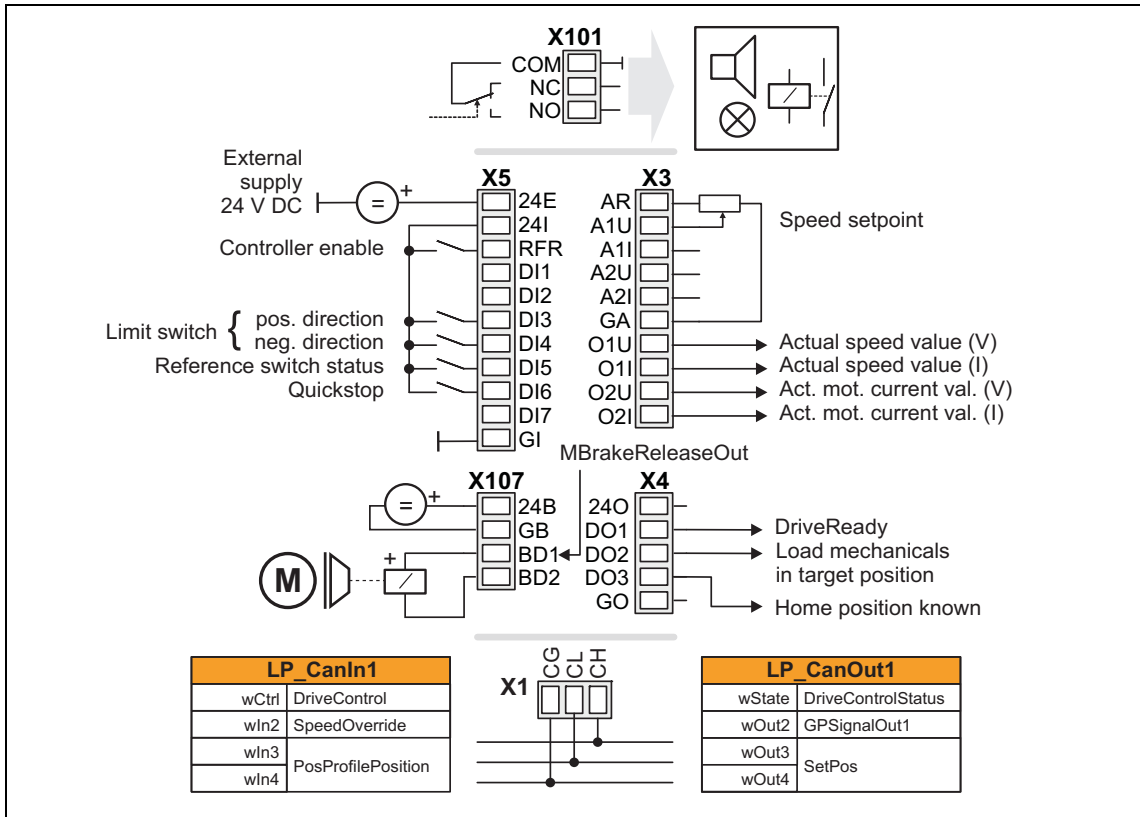 X101
COM
NC
NO
External
supply
24 V DC
=
+
Controller enable
Limit switch { pos. direction
neg. direction
Reference switch status
Quickstop
X5
24E
24I
RFR
DI1
DI2
DI3
DI4
DI5
DI6
DI7
GI
X3
AR
A1U
A1I
A2U
A2I
GA
O1U
O1I
O2U
O2I
Speed setpoint
Actual speed value (V)
Actual speed value (I)
Act. mot. current val. (V)
Act. mot. current val. (I)
MBrakeReleaseOut
X107
=
+
24B
GB
BD1
BD2
+
M
X4
24O
DO1
DO2
DO3
GO
DriveReady
Load mechanicals
in target position
Home position known
LP_CanIn1
wCtrl DriveControl
wIn2 SpeedOverride
wIn3
PosProfilePosition
wIn4
X1
CG
CL
CH
LP_CanOut1
wState DriveControlStatus
wOut2 GPSignalOut1
wOut3
SetPos
wOut4